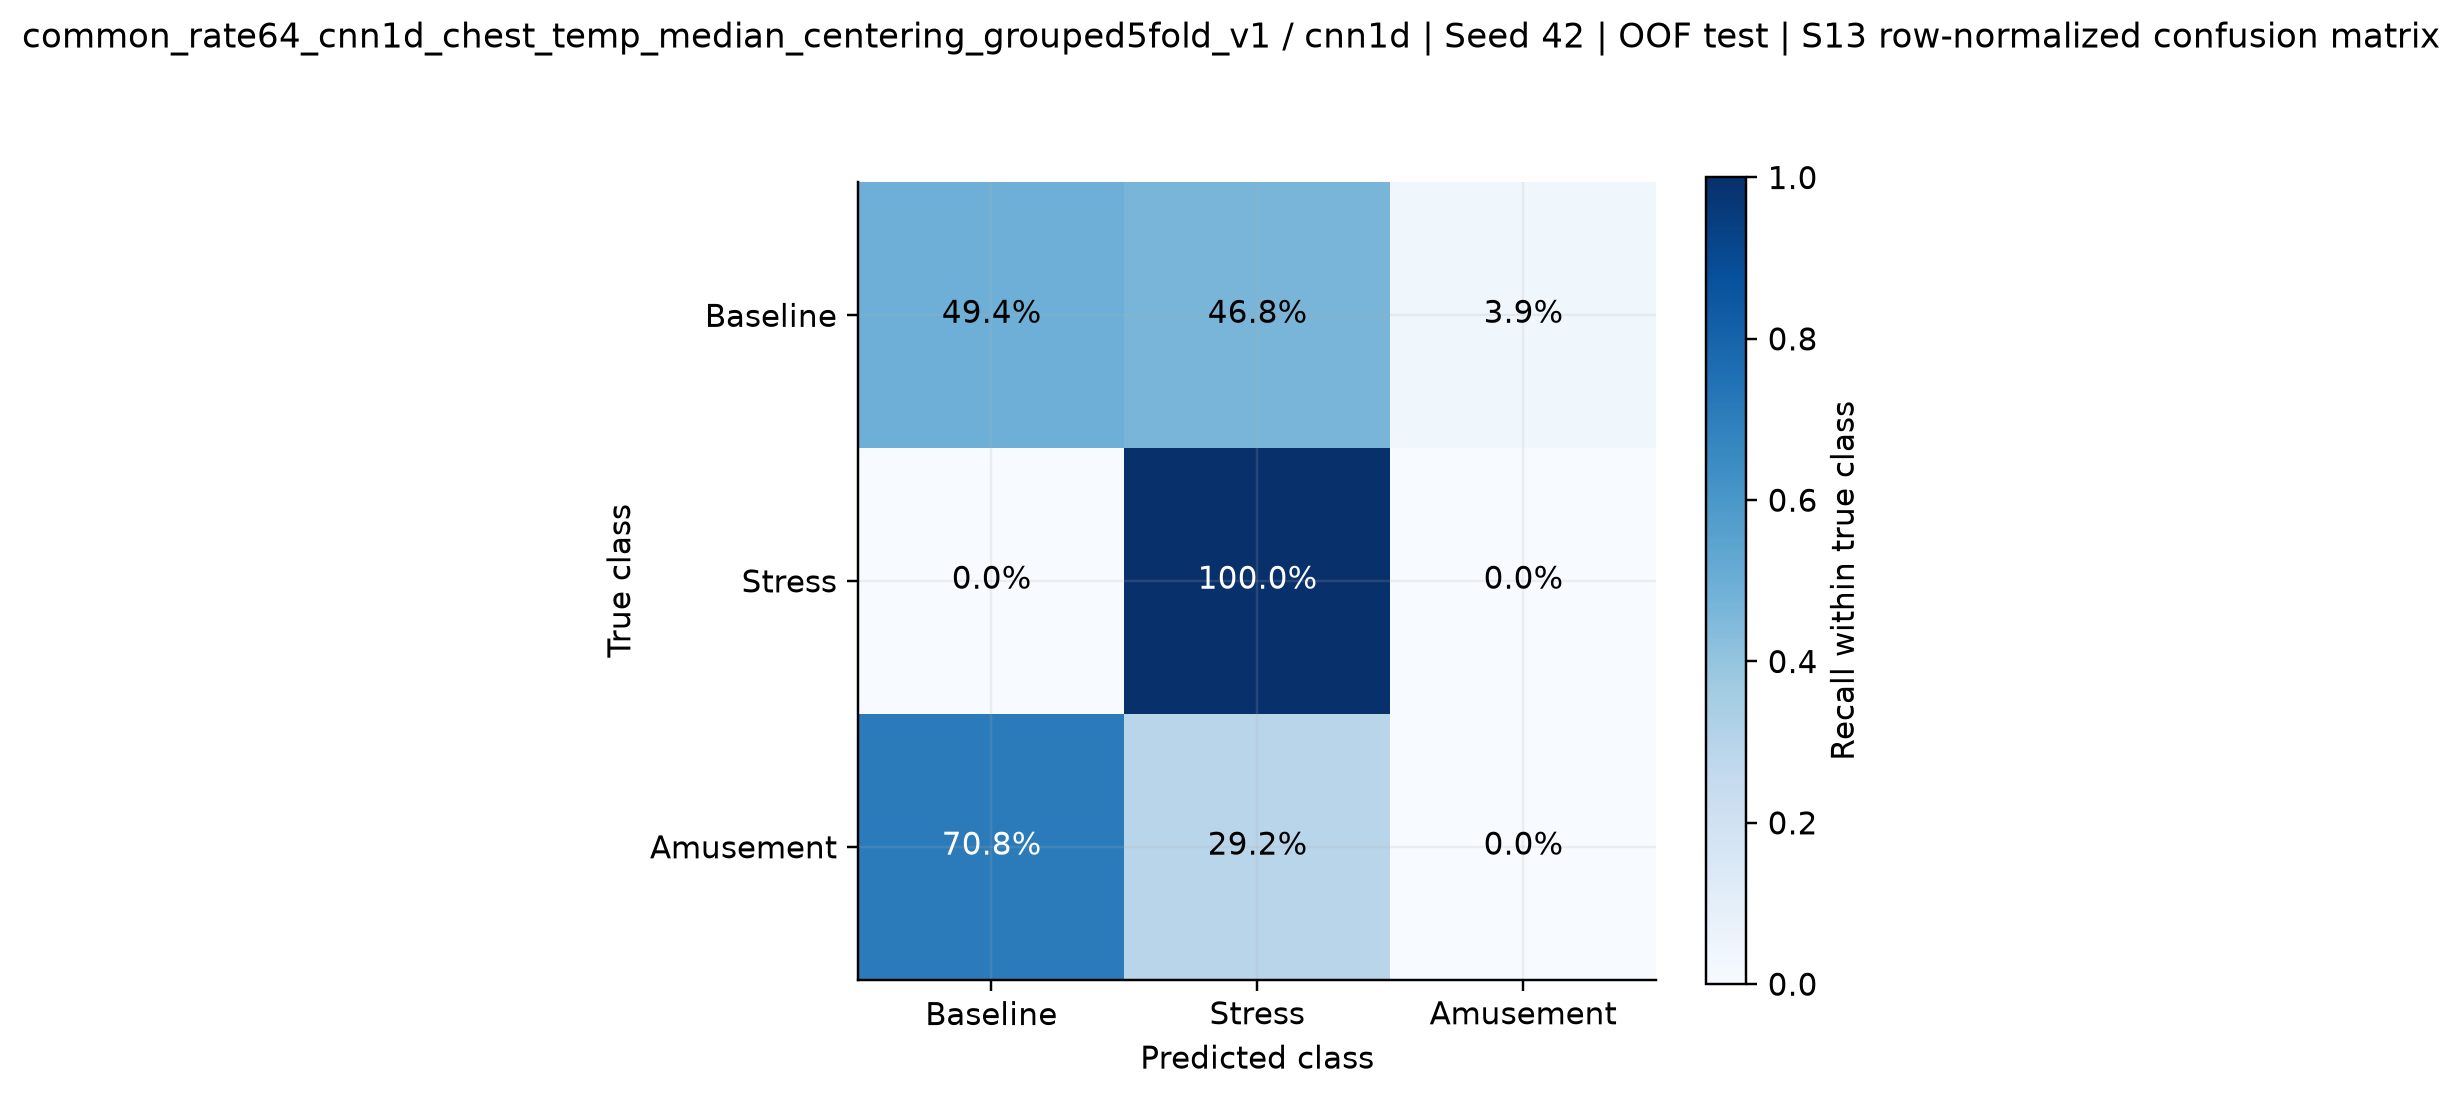 common_rate64_cnn1d_chest_temp_median_centering_grouped5fold_v1 / cnn1d | Seed 42 | OOF test | S13 row-normalized confusion matrix
True class
Baseline
49.4%
46.8%
3.9%
Stress
0.0%
100.0%
0.0%
Amusement
70.8%
29.2%
0.0%
Baseline
Stress
Amusement
Predicted class
1.0
0.8
0.6
0.4
0.2
0.0
Recall within true class